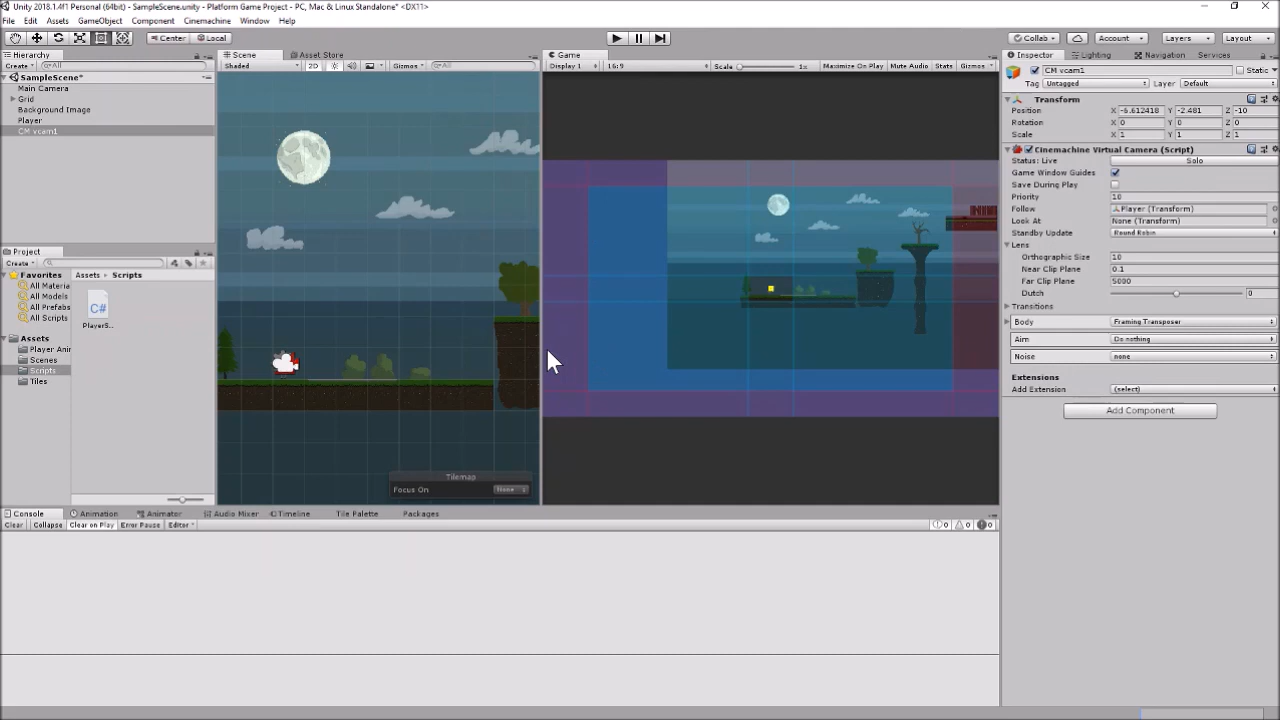 Unity 2018.1.4f1 Personal (64bit) - SampleScene.unity - Platform Game Project - PC, Mac & Linux Standalone* <DX11>
File Edit Assets GameObject Component Cinemachine Window Help
Center Local
Collab Account Layers Layout
Hierarchy
Create All
SampleScene*
Main Camera
Grid
Background Image
Player
CM vcam1
Project
Create
Favorites
All Materia
All Models
All Prefabs
All Scripts
Assets
Player Ani
Scenes
Scripts
Tiles
Assets Scripts
C#
PlayerS...
Scene Asset Store
Shaded 2D Gizmos All
Tilemap
Focus On None
Game
Display 1 16:9 Scale 1x Maximize On Play Mute Audio Stats Gizmos
Inspector Lighting Navigation Services
CM vcam1 Static
Tag Untagged Layer Default
Transform
Position X -6.612418 Y -2.481 Z -10
Rotation X 0 Y 0 Z 0
Scale X 1 Y 1 Z 1
Cinemachine Virtual Camera (Script)
Status: Live Solo
Game Window Guides
Save During Play
Priority 10
Follow Player (Transform)
Look At None (Transform)
Standby Update Round Robin
Lens
Orthographic Size 10
Near Clip Plane 0.1
Far Clip Plane 5000
Dutch 0
Transitions
Body Framing Transposer
Aim Do nothing
Noise none
Extensions
Add Extension (select)
Add Component
Console Animation Animator Audio Mixer Timeline Tile Palette Packages
Clear Collapse Clear on Play Error Pause Editor 0 0 0